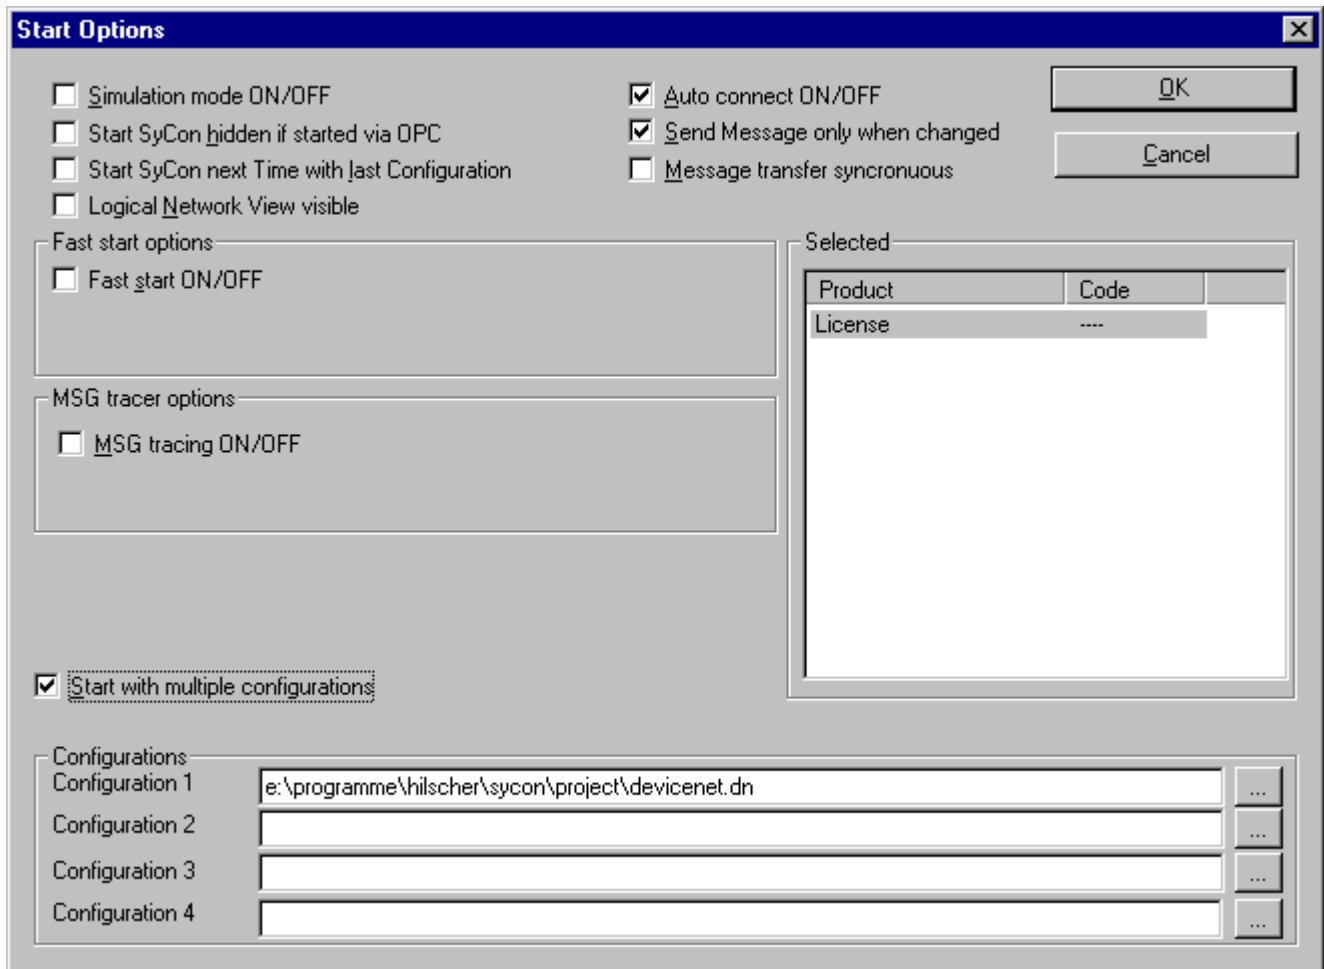 Start Options
Simulation mode ON/OFF
Start SyCon hidden if started via OPC
Start SyCon next Time with last Configuration
Logical Network View visible
Auto connect ON/OFF
Send Message only when changed
Message transfer syncronuous
OK
Cancel
Fast start options
Fast start ON/OFF
MSG tracer options
MSG tracing ON/OFF
Selected
Product Code
License ----
Start with multiple configurations
Configurations
Configuration 1 e:\programme\hilscher\sycon\project\devicenet.dn ...
Configuration 2 ...
Configuration 3 ...
Configuration 4 ...